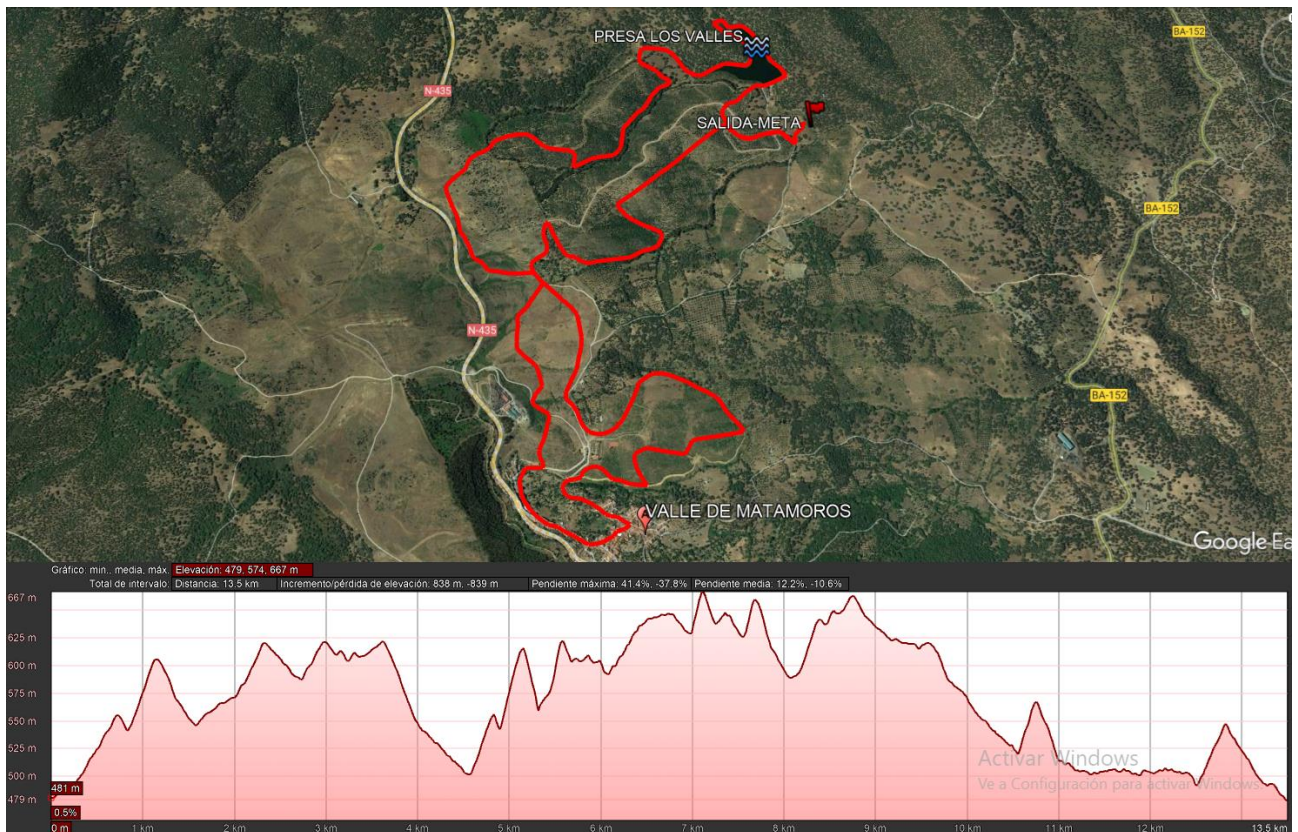 BA-152
PRESA LOS VALLES
N-435
SALIDA-META
BA-152
N-435
BA-152
VALLE DE MATAMOROS
Google Ea
Gráfico: min., media, máx. Elevación: 479, 574, 667 m
Total de intervalo: Distancia: 13.5 km Incremento/pérdida de elevación: 838 m, -839 m Pendiente máxima: 41.4%, -37.8% Pendiente media: 12.2%, -10.6%
667 m
625 m
600 m
575 m
550 m
525 m
500 m
479 m
Activar Windows
Ve a Configuración para activar Windows.
481 m
0.5%
0 m 1 km 2 km 3 km 4 km 5 km 6 km 7 km 8 km 9 km 10 km 11 km 12 km 13.5 km